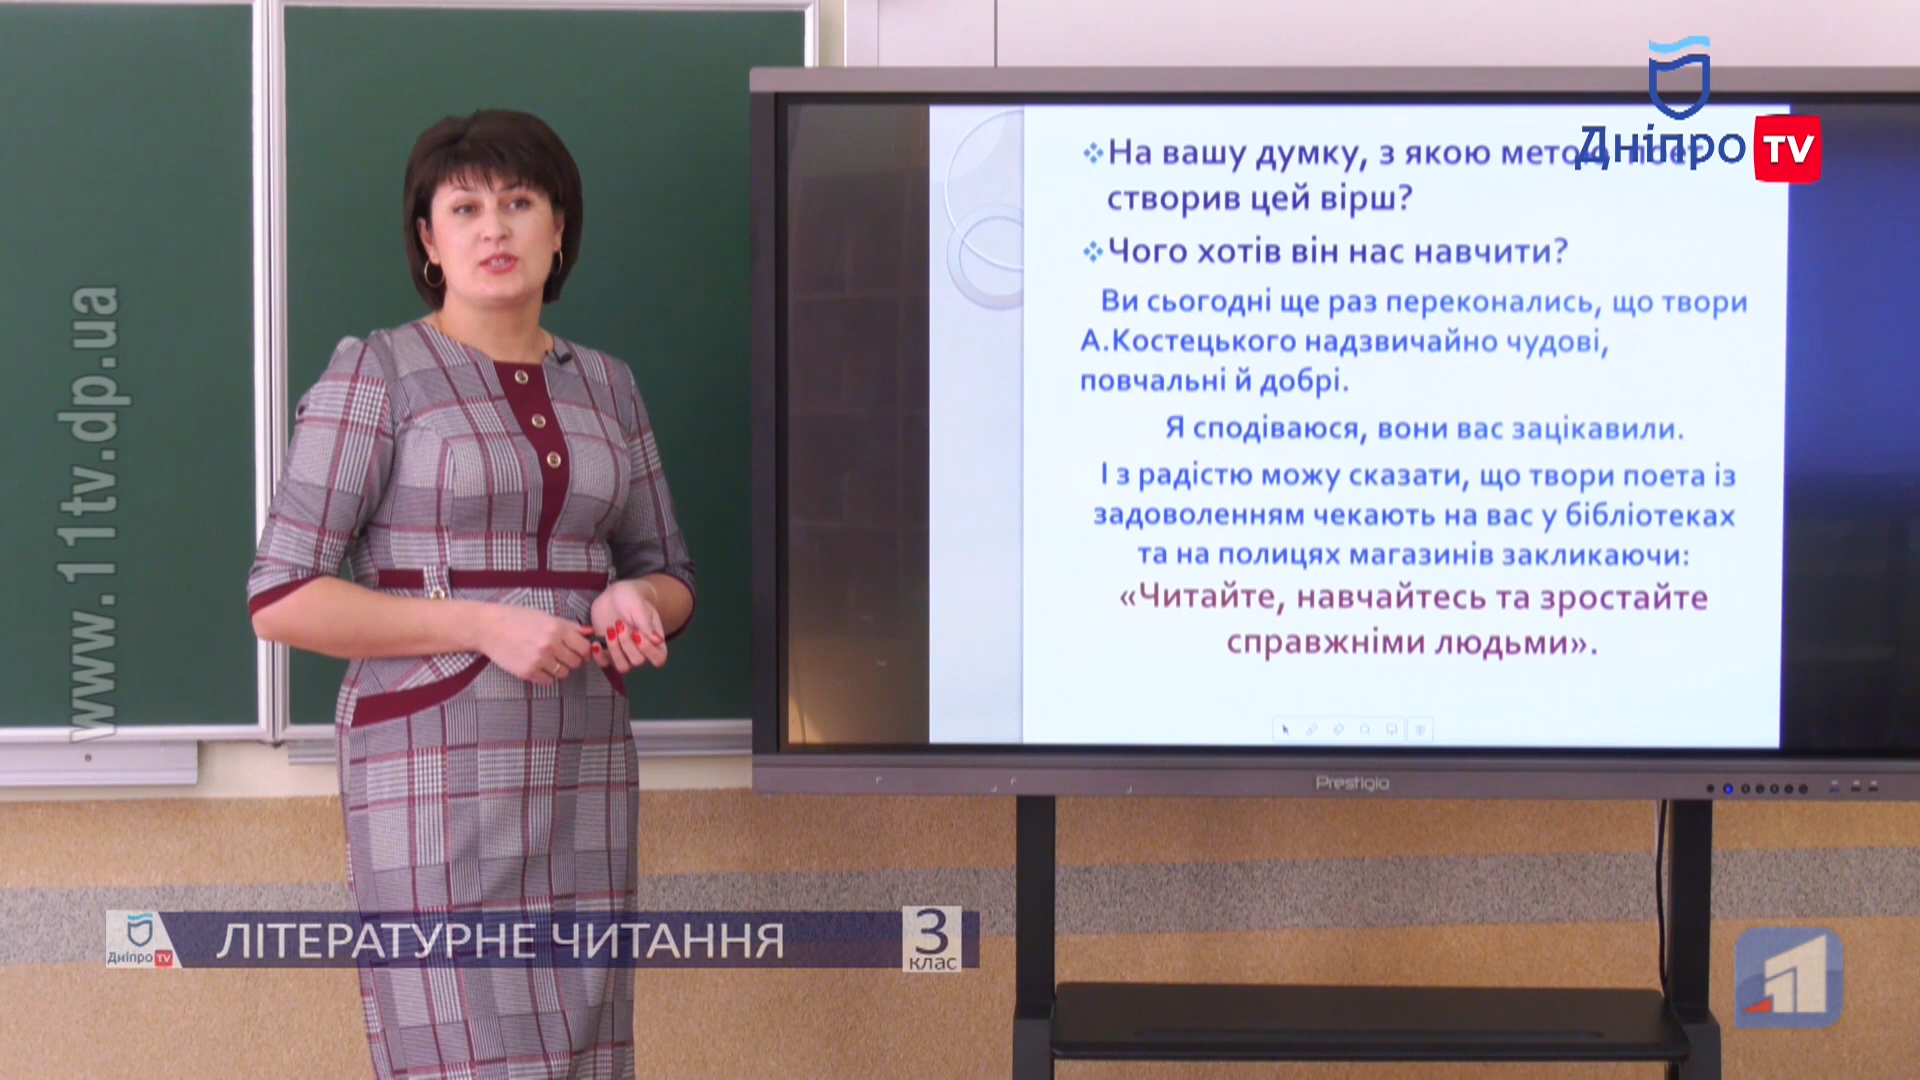 Дніпро TV
❖На вашу думку, з якою метою поет
створив цей вірш?
❖Чого хотів він нас навчити?
Ви сьогодні ще раз переконались, що твори
А.Костецького надзвичайно чудові,
повчальні й добрі.
Я сподіваюся, вони вас зацікавили.
І з радістю можу сказати, що твори поета із
задоволенням чекають на вас у бібліотеках
та на полицях магазинів закликаючи:
«Читайте, навчайтесь та зростайте
справжніми людьми».
Prestigio
www.11tv.dp.ua
Дніпро TV
ЛІТЕРАТУРНЕ ЧИТАННЯ
3
клас
11